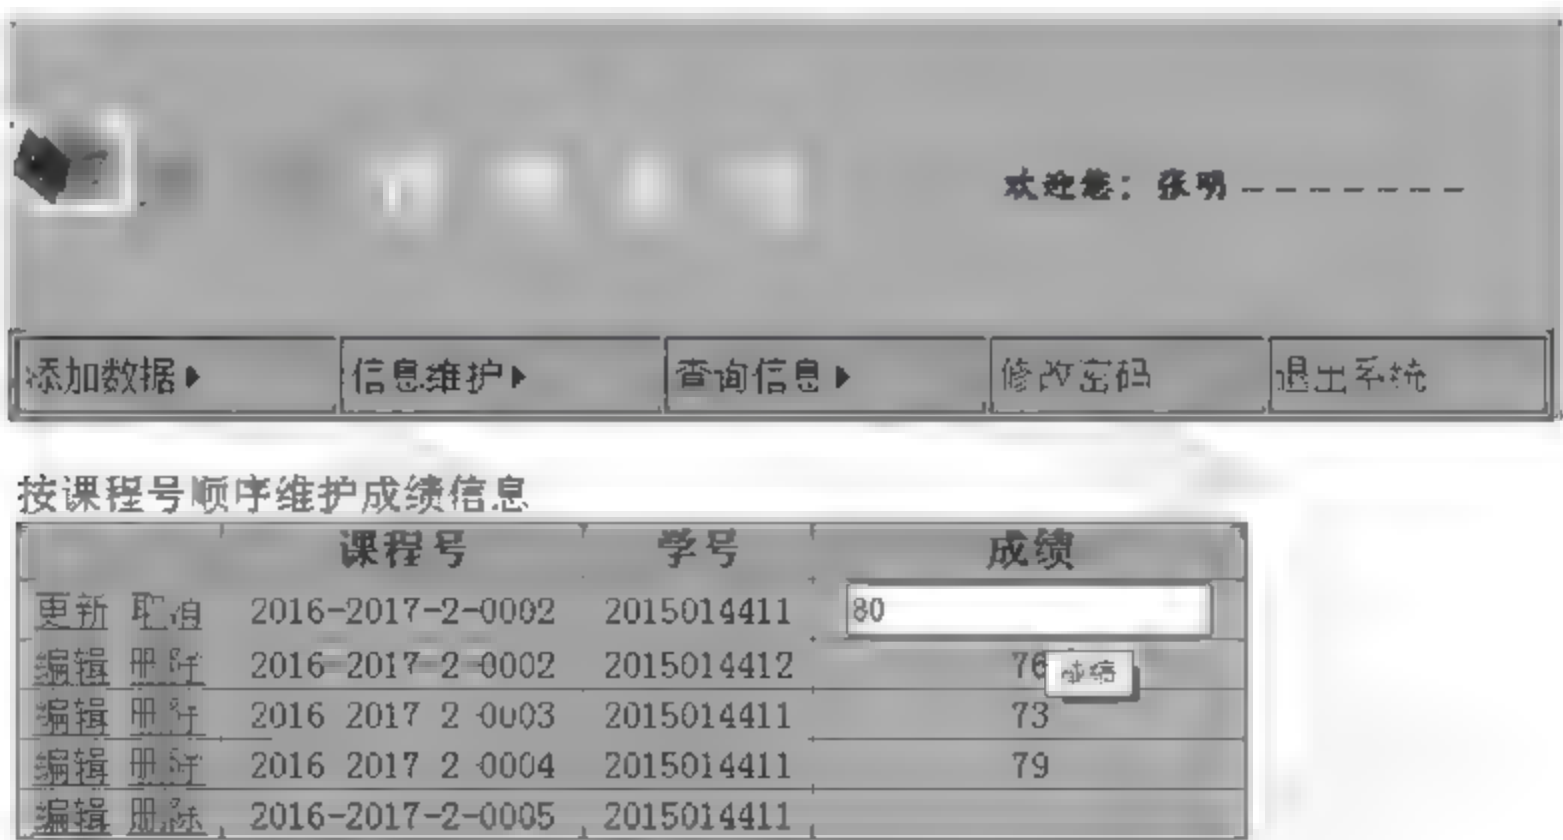 欢迎您：张明-------
添加数据▶ 信息维护▶ 查询信息▶ 修改密码 退出系统
按课程号顺序维护成绩信息
课程号 学号 成绩
更新 取消 2016-2017-2-0002 2015014411 80
编辑 删除 2016-2017-2-0002 2015014412 76 成绩
编辑 删除 2016 2017 2-0003 2015014411 73
编辑 删除 2016 2017 2-0004 2015014411 79
编辑 删除 2016-2017-2-0005 2015014411